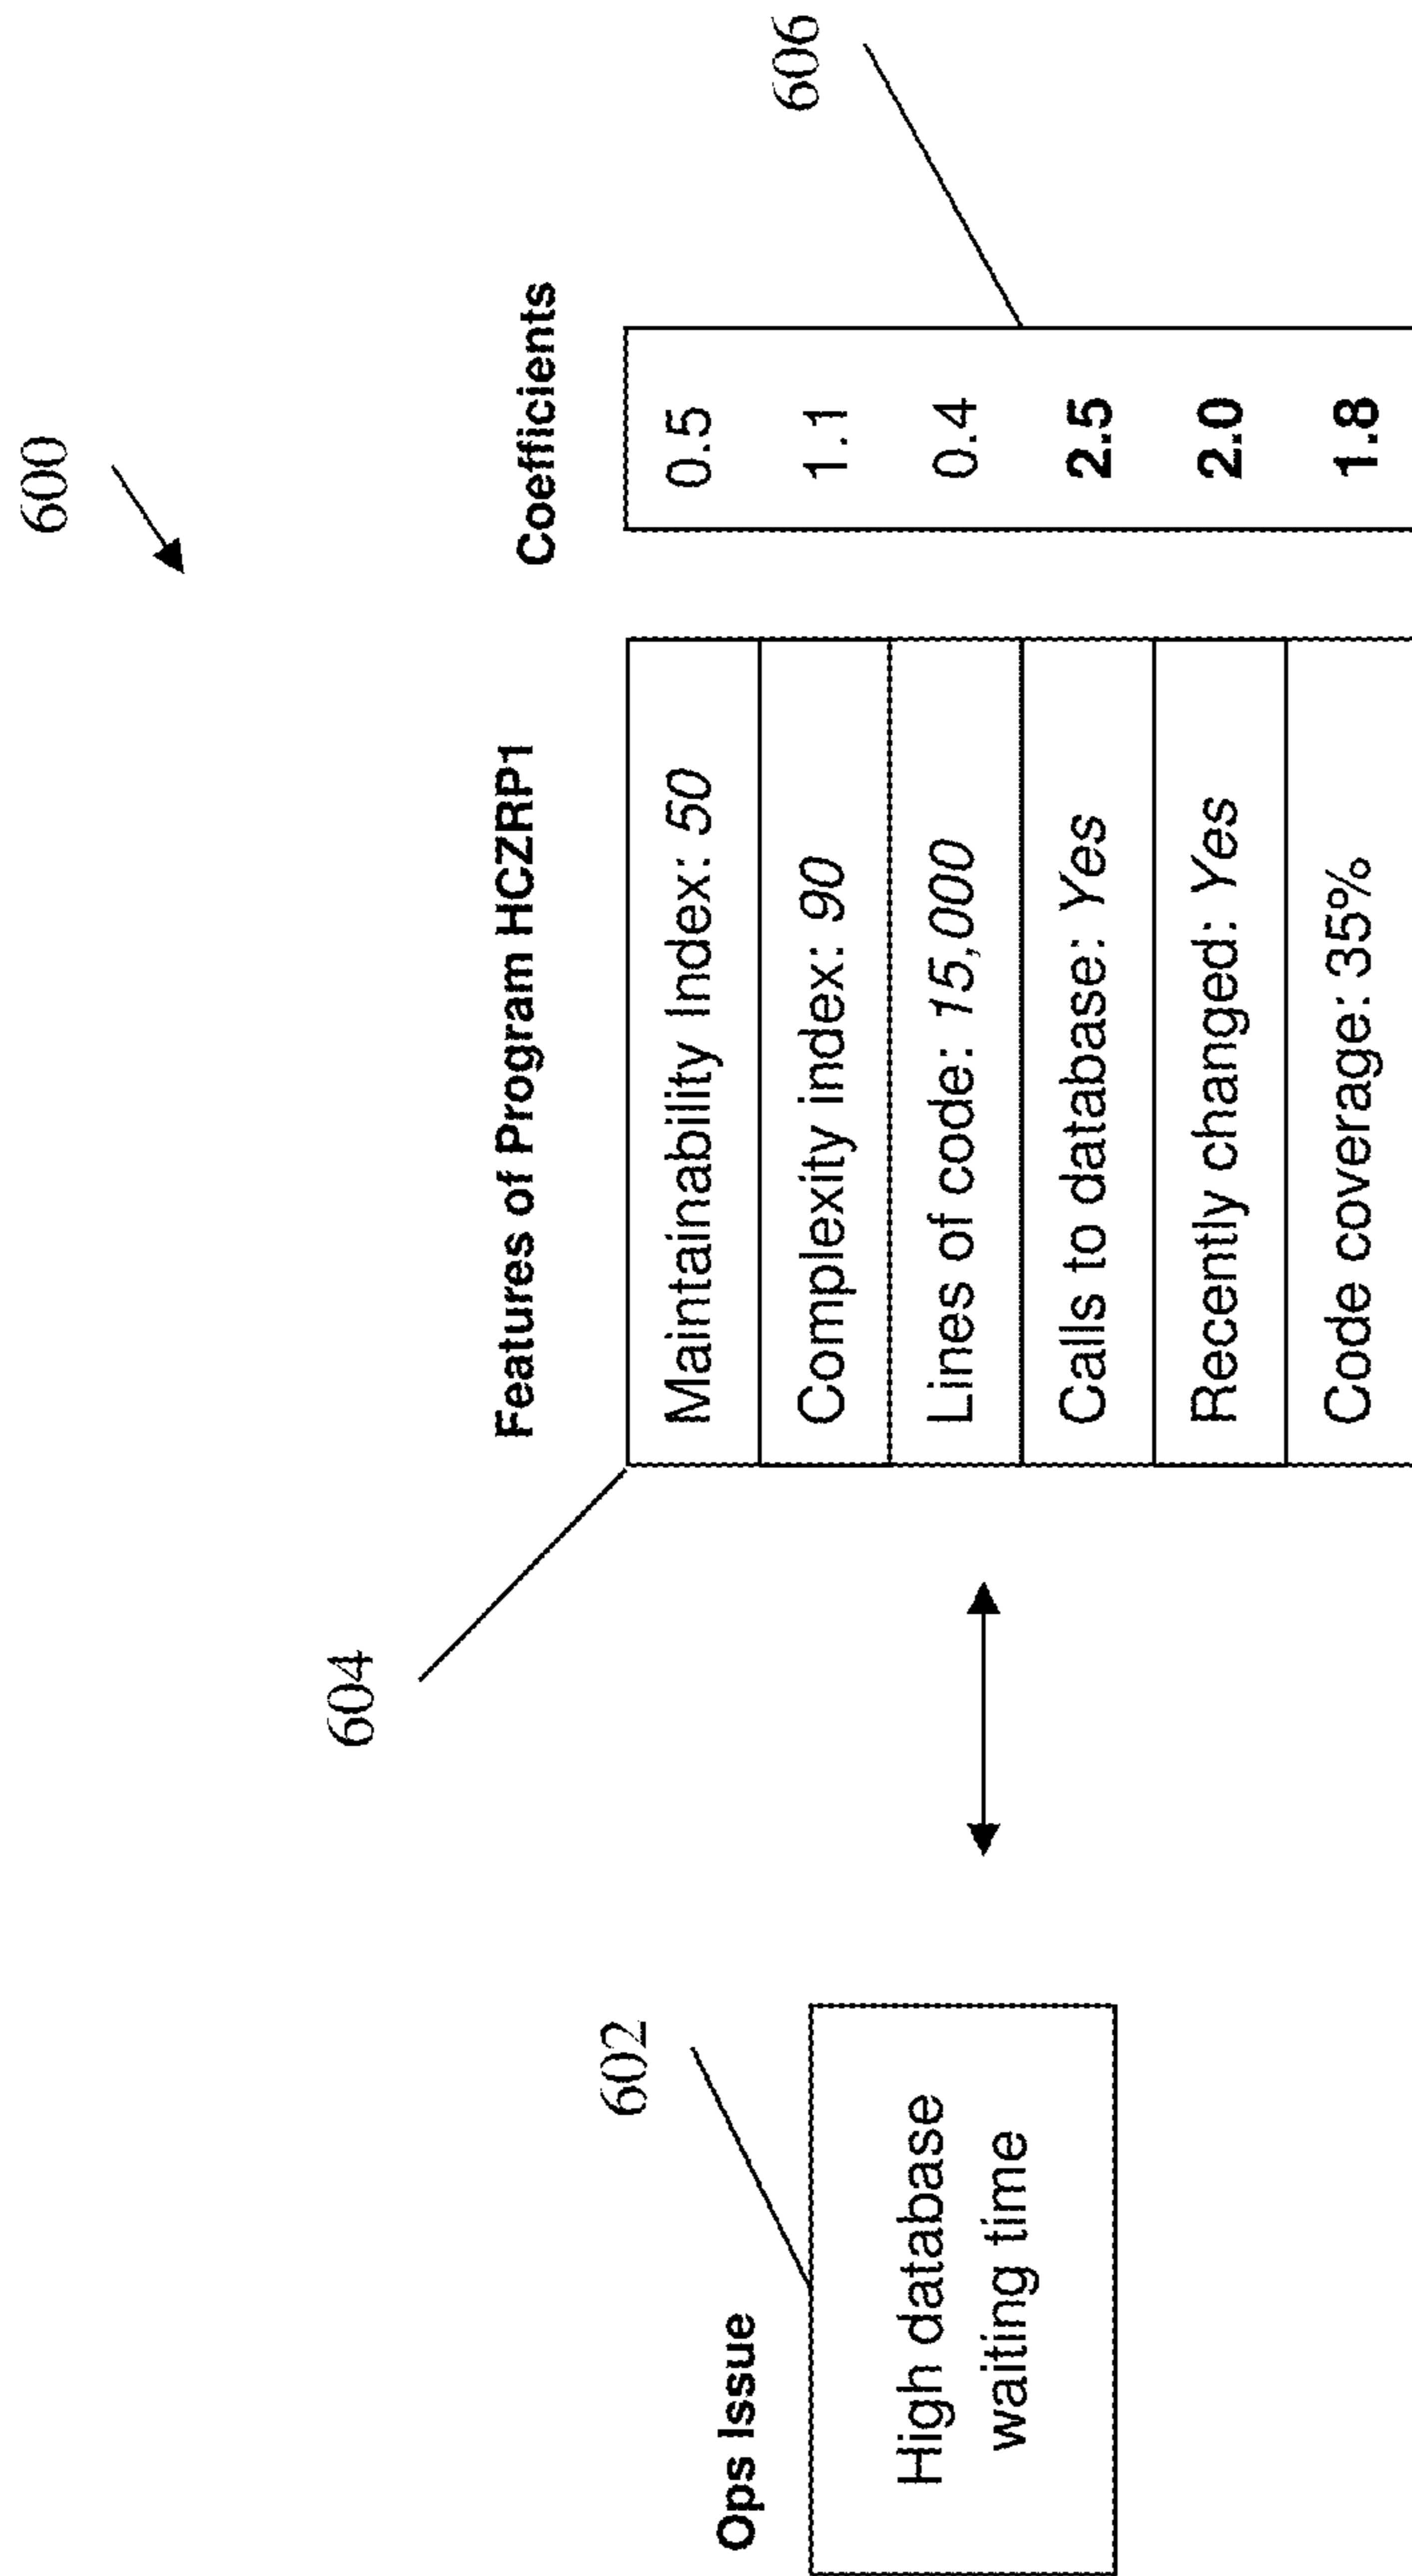 600
Features of Program HCZRP1
Coefficients
604
606
Maintainability Index: 50
0.5
Complexity index: 90
1.1
Lines of code: 15,000
0.4
Calls to database: Yes
2.5
Recently changed: Yes
2.0
Code coverage: 35%
1.8
Ops Issue
602
High database
waiting time